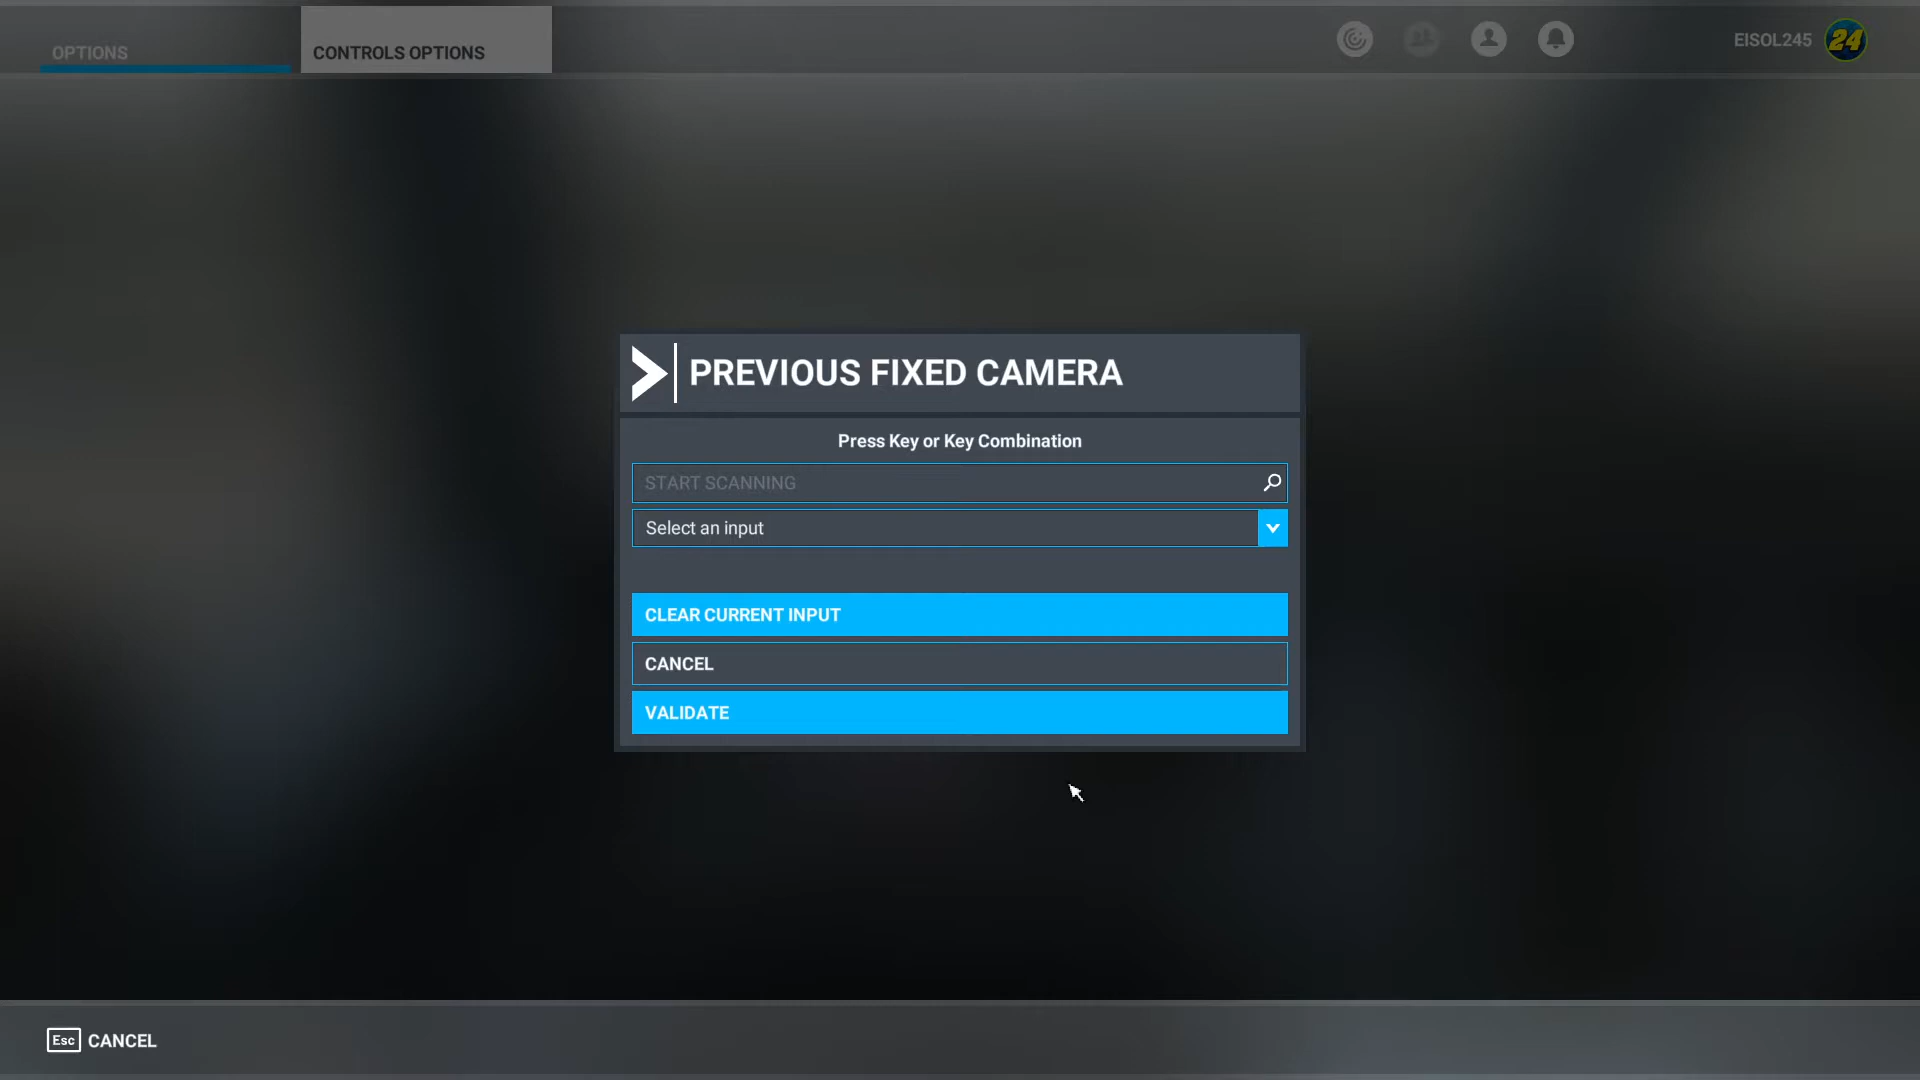 OPTIONS
CONTROLS OPTIONS
EISOL245
24
PREVIOUS FIXED CAMERA
Press Key or Key Combination
START SCANNING
Select an input
CLEAR CURRENT INPUT
CANCEL
VALIDATE
Esc CANCEL